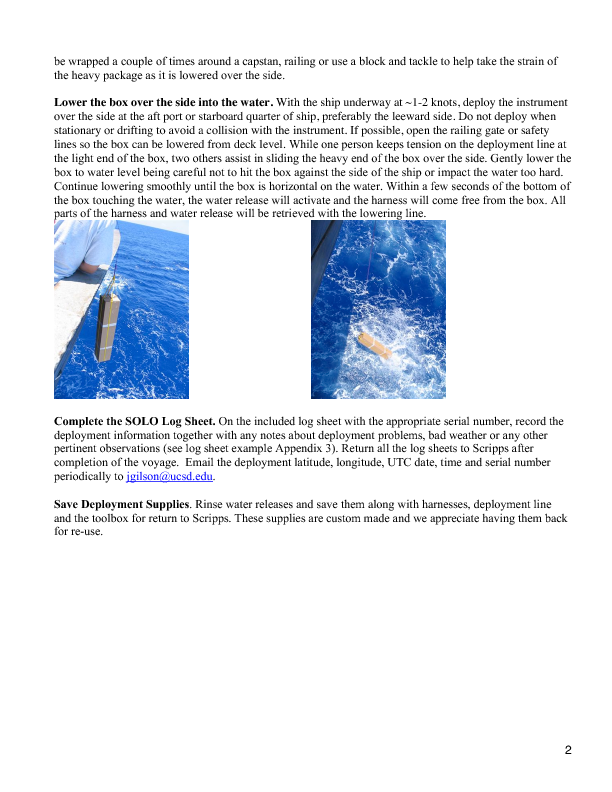 be wrapped a couple of times around a capstan, railing or use a block and tackle to help take the strain of
the heavy package as it is lowered over the side.
Lower the box over the side into the water. With the ship underway at ~1-2 knots, deploy the instrument
over the side at the aft port or starboard quarter of ship, preferably the leeward side. Do not deploy when
stationary or drifting to avoid a collision with the instrument. If possible, open the railing gate or safety
lines so the box can be lowered from deck level. While one person keeps tension on the deployment line at
the light end of the box, two others assist in sliding the heavy end of the box over the side. Gently lower the
box to water level being careful not to hit the box against the side of the ship or impact the water too hard.
Continue lowering smoothly until the box is horizontal on the water. Within a few seconds of the bottom of
the box touching the water, the water release will activate and the harness will come free from the box. All
parts of the harness and water release will be retrieved with the lowering line.
Complete the SOLO Log Sheet. On the included log sheet with the appropriate serial number, record the
deployment information together with any notes about deployment problems, bad weather or any other
pertinent observations (see log sheet example Appendix 3). Return all the log sheets to Scripps after
completion of the voyage. Email the deployment latitude, longitude, UTC date, time and serial number
periodically to jgilson@ucsd.edu.
Save Deployment Supplies. Rinse water releases and save them along with harnesses, deployment line
and the toolbox for return to Scripps. These supplies are custom made and we appreciate having them back
for re-use.
2